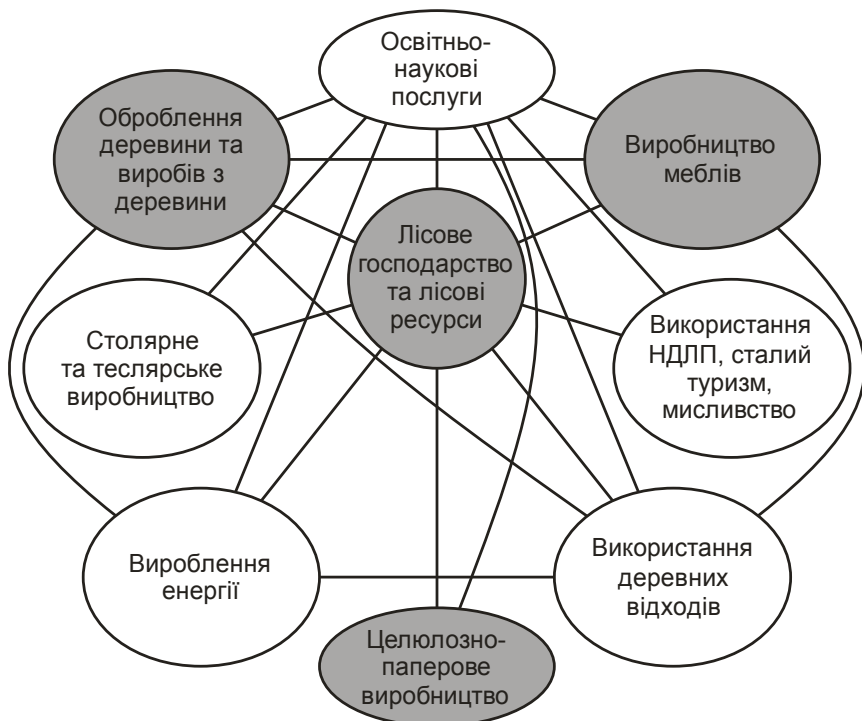 Освітньо-
наукові
послуги
Оброблення
деревини та
виробів з
деревини
Виробництво
меблів
Лісове
господарство
та лісові
ресурси
Столярне
та теслярське
виробництво
Використання
НДЛП, сталий
туризм,
мисливство
Вироблення
енергії
Використання
деревних
відходів
Целюлозно-
паперове
виробництво